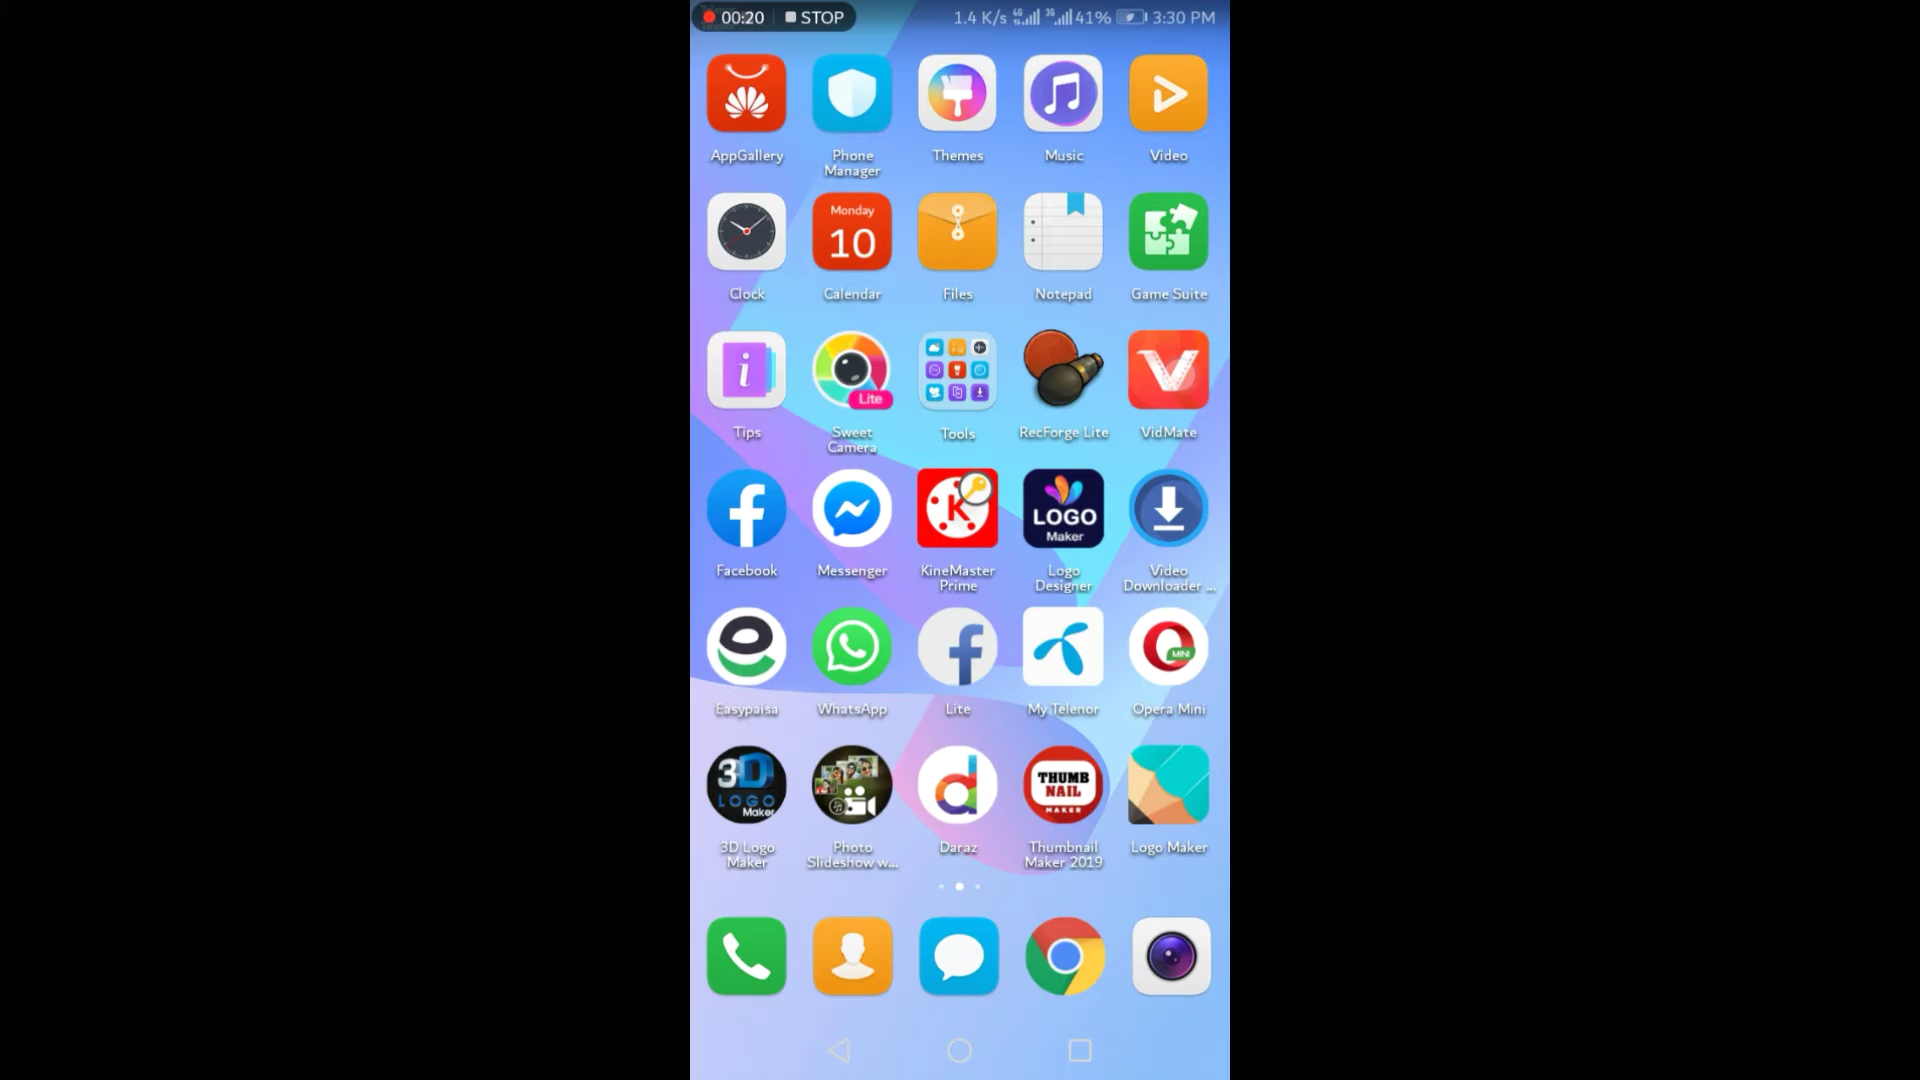 00:20 STOP 1.4 K/s 4G 3G 41% 3:30 PM
AppGallery Phone Manager Themes Music Video
Monday
10
Clock Calendar Files Notepad Game Suite
Lite
Tips Sweet Camera Tools RecForge Lite VidMate
K LOGO
Maker
Facebook Messenger KineMaster Prime Logo Designer Video Downloader ...
MINI
Easypaisa WhatsApp Lite My Telenor Opera Mini
3D LOGO Maker
THUMB NAIL MAKER
3D Logo Maker Photo Slideshow w... Daraz Thumbnail Maker 2019 Logo Maker